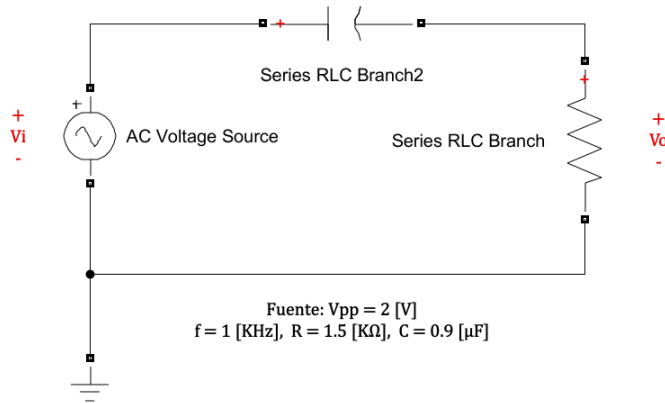 +
Series RLC Branch2
+
+
+
Vi
-
AC Voltage Source
Series RLC Branch
+
Vo
-
Fuente: Vpp = 2 [V]
f = 1 [KHz], R = 1.5 [KΩ], C = 0.9 [μF]